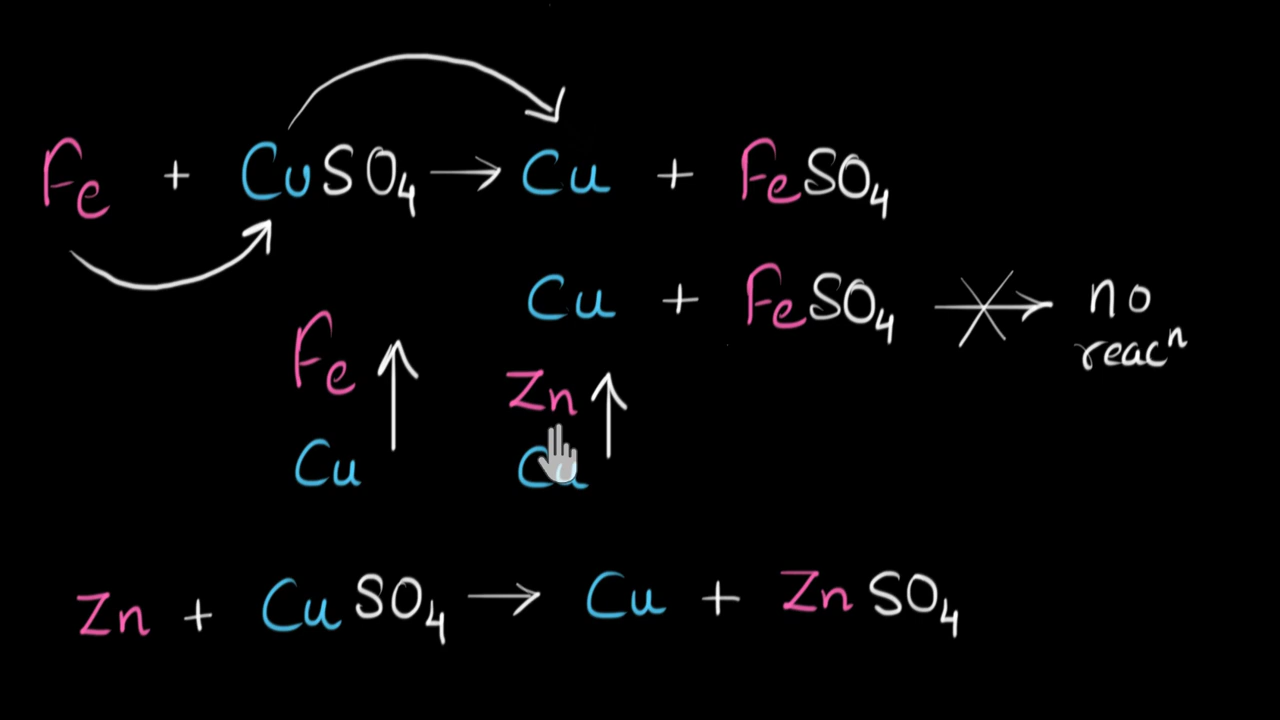 Fe + CuSO4 → Cu + FeSO4
Cu + FeSO4 → no
reacⁿ
Fe ↑ Zn ↑
Cu Cu
Zn + CuSO4 → Cu + ZnSO4